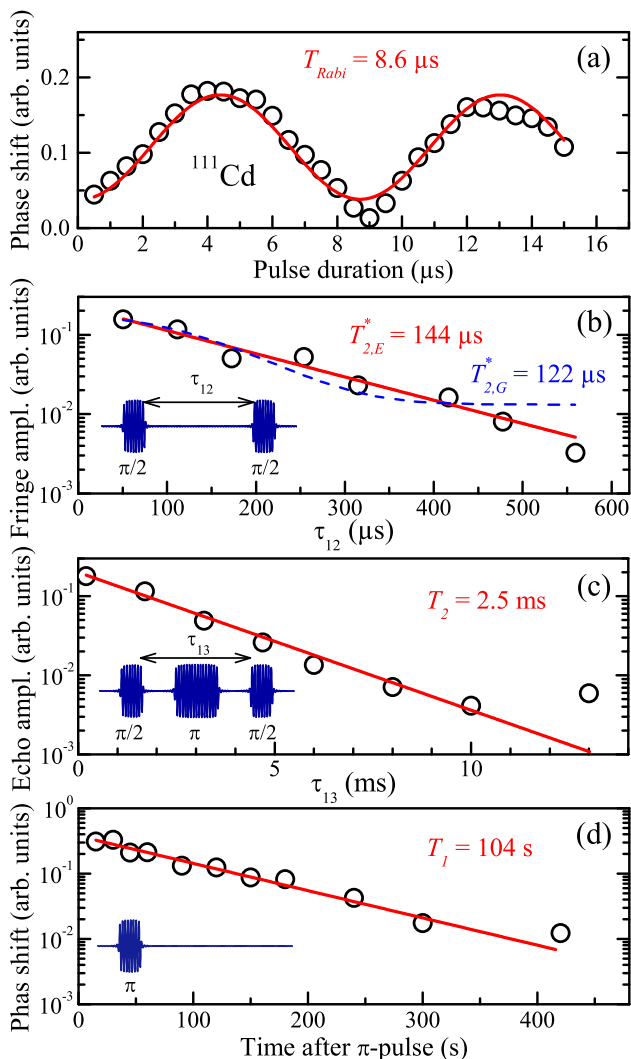 (a)
T_Rabi = 8.6 µs
Phase shift (arb. units)
0.2
0.1
0.0
¹¹¹Cd
0 2 4 6 8 10 12 14 16
Pulse duration (µs)
(b)
T*_2,E = 144 µs
T*_2,G = 122 µs
Fringe ampl. (arb. units)
10⁻¹
10⁻²
10⁻³
τ₁₂
π/2 π/2
0 100 200 300 400 500 600
τ₁₂ (µs)
(c)
T₂ = 2.5 ms
Echo ampl. (arb. units)
10⁻¹
10⁻²
10⁻³
τ₁₃
π/2 π π/2
0 5 10
τ₁₃ (ms)
(d)
T₁ = 104 s
Phas shift (arb. units)
10⁰
10⁻¹
10⁻²
10⁻³
π
0 100 200 300 400
Time after π-pulse (s)